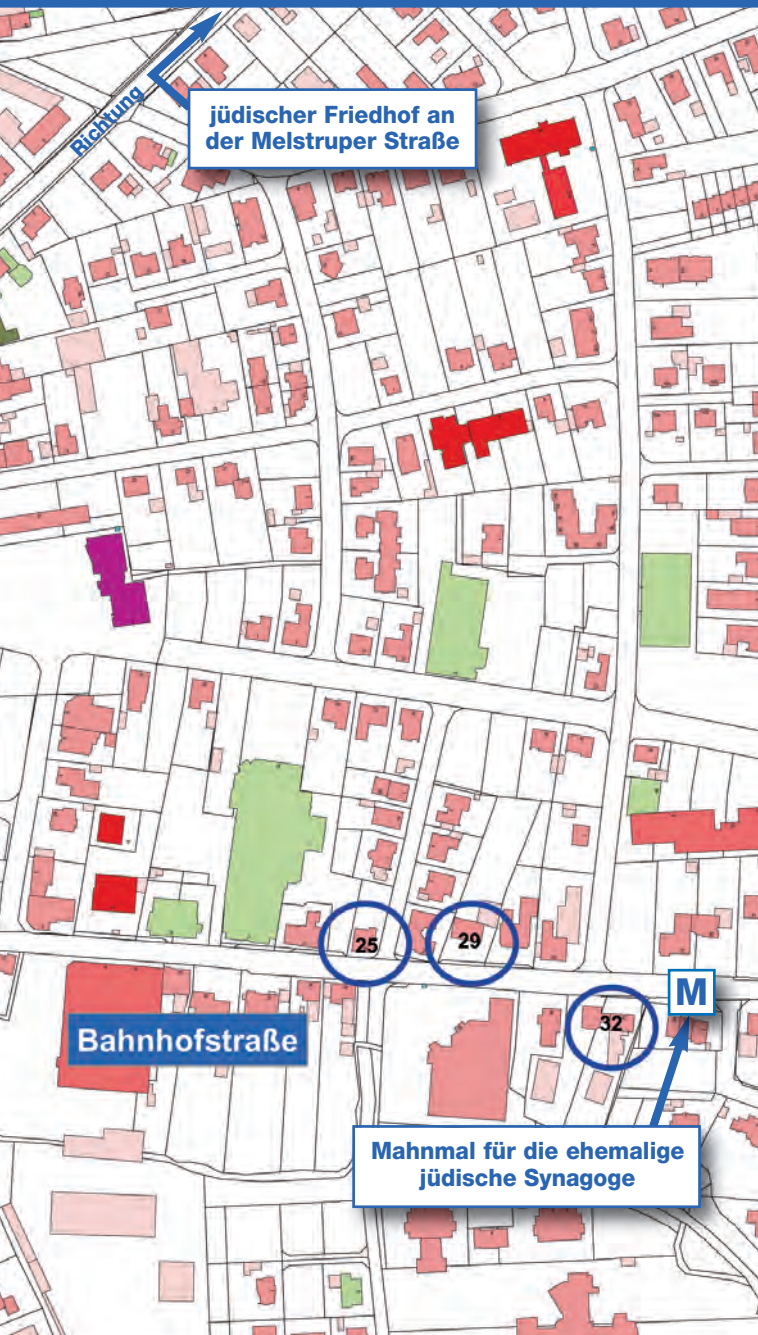 Richtung
jüdischer Friedhof an
der Melstruper Straße
25
29
32
M
Bahnhofstraße
Mahnmal für die ehemalige
jüdische Synagoge